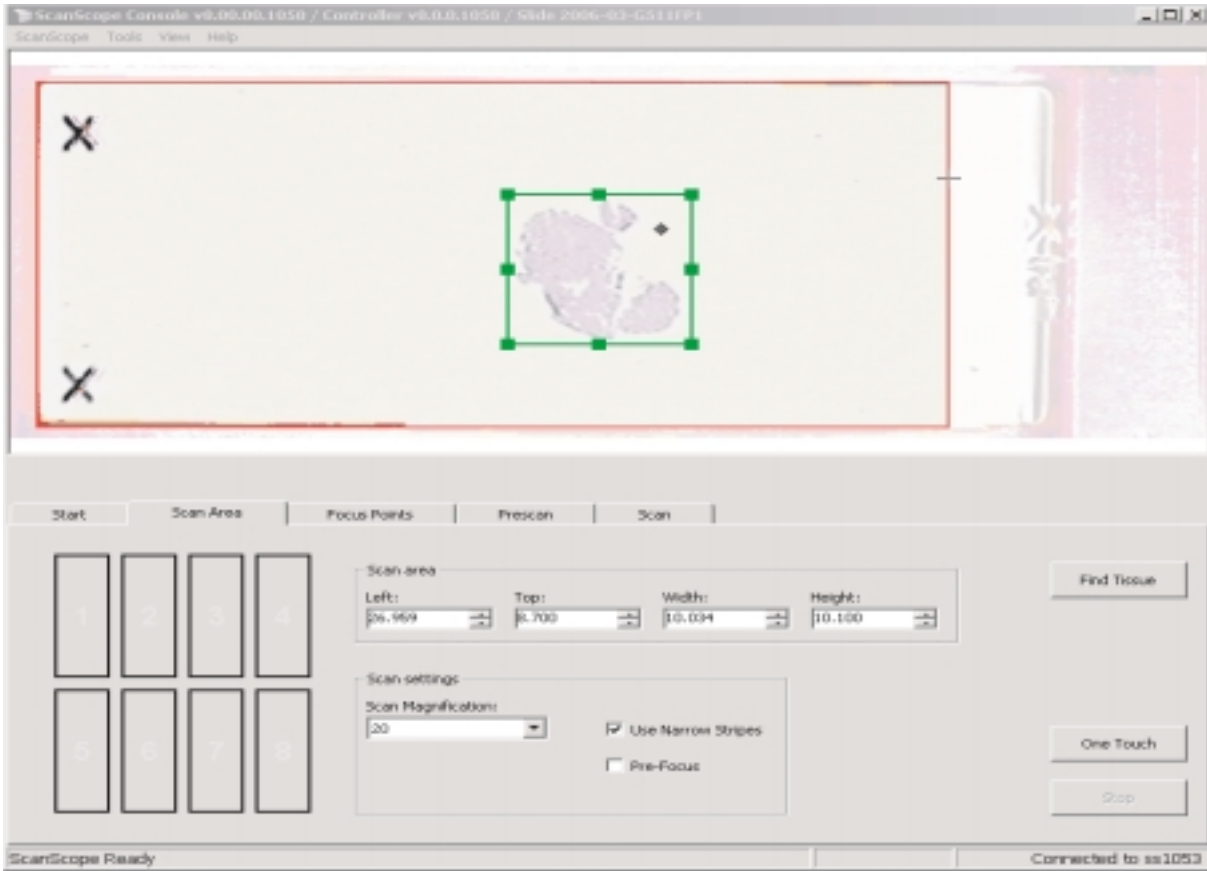 ScanScope Console v8.00.00.1050 / Controller v8.0.0.1050 / Slide 2006-03-GS11FP1
ScanScope Tools View Help
X
X
Start Scan Area Focus Points Prescan Scan
1 2 3 4
5 6 7 8
Scan area
Left: Top: Width: Height:
26.959 8.700 10.034 10.100
Find Tissue
Scan settings
Scan Magnification:
20
Use Narrow Stripes
Pre-Focus
One Touch
Stop
ScanScope Ready Connected to ss1053